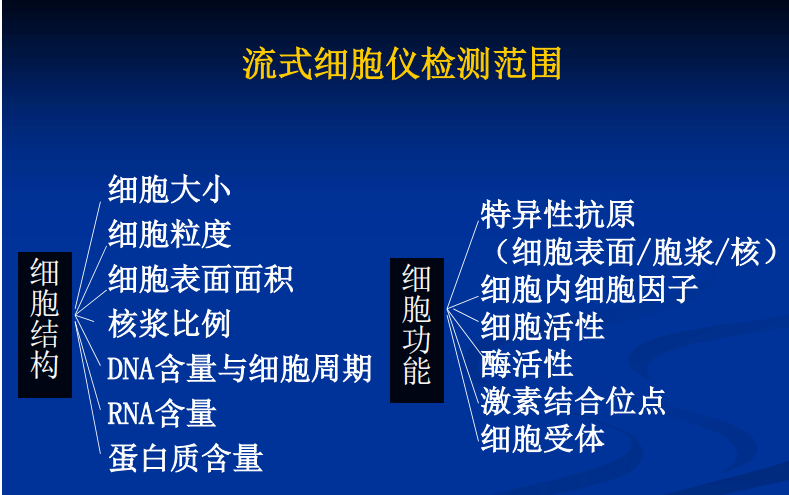 流式细胞仪检测范围
细胞结构
细胞大小
细胞粒度
细胞表面面积
核浆比例
DNA含量与细胞周期
RNA含量
蛋白质含量
细胞功能
特异性抗原
（细胞表面/胞浆/核）
细胞内细胞因子
细胞活性
酶活性
激素结合位点
细胞受体